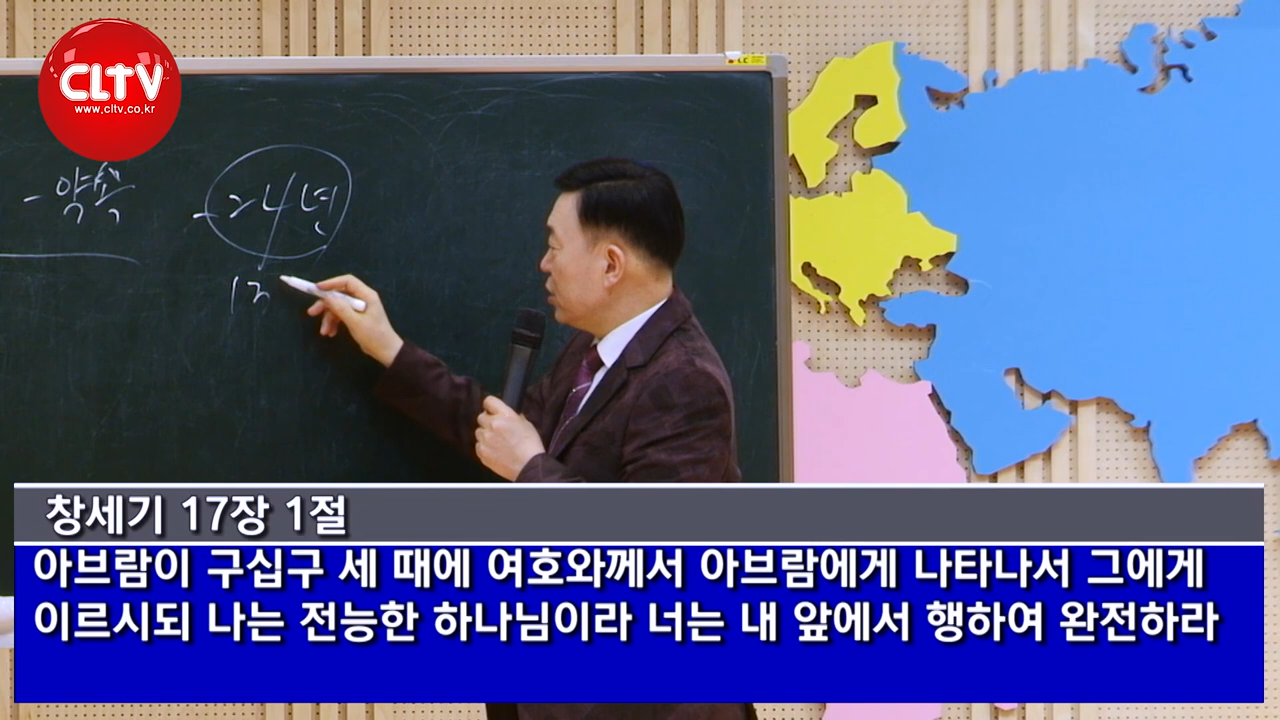 CLTV
www.cltv.co.kr
- 약속
- 24년
13
창세기 17장 1절
아브람이 구십구 세 때에 여호와께서 아브람에게 나타나서 그에게
이르시되 나는 전능한 하나님이라 너는 내 앞에서 행하여 완전하라